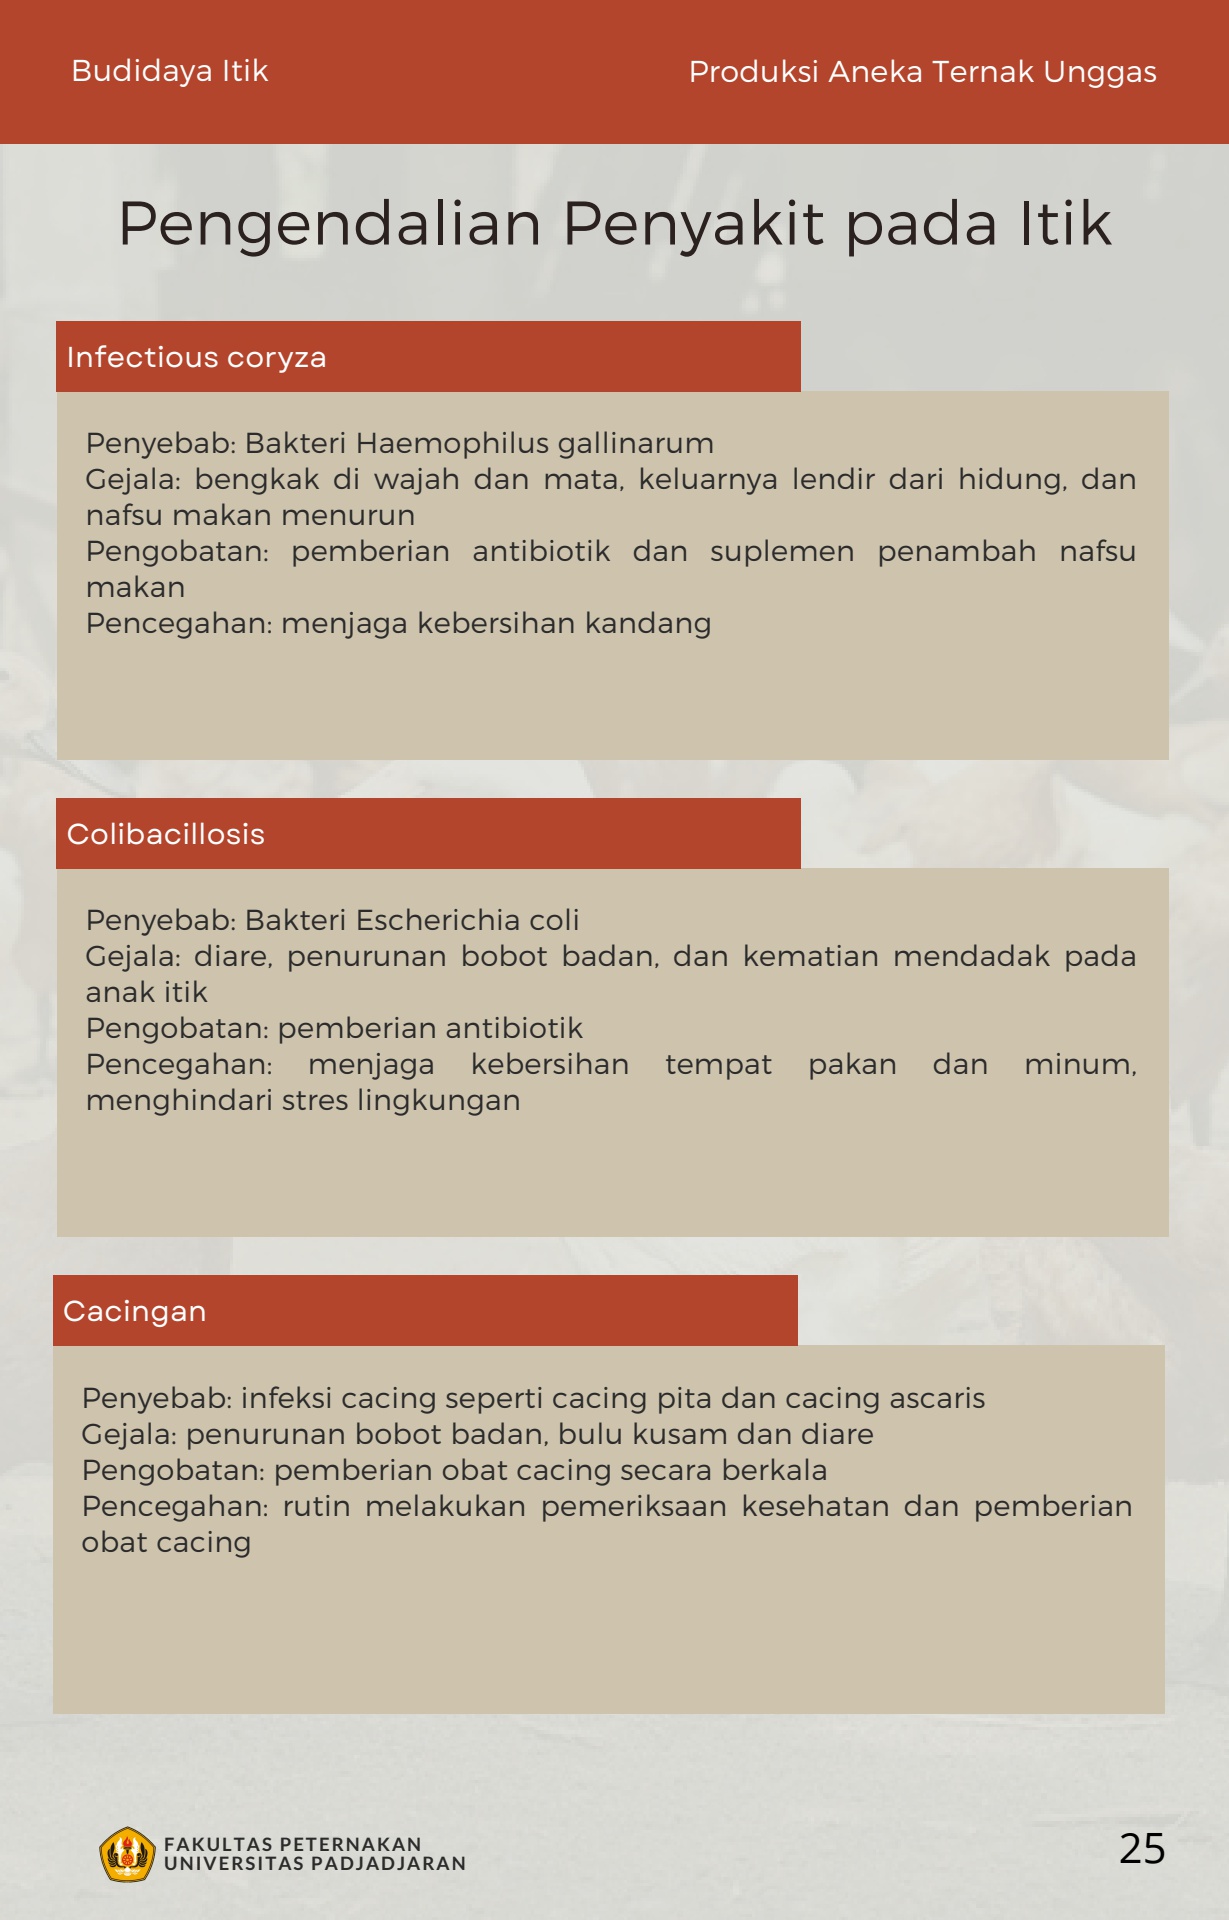 Budidaya Itik
Produksi Aneka Ternak Unggas
Pengendalian Penyakit pada Itik
Infectious coryza
Penyebab: Bakteri Haemophilus gallinarum
Gejala: bengkak di wajah dan mata, keluarnya lendir dari hidung, dan
nafsu makan menurun
Pengobatan: pemberian antibiotik dan suplemen penambah nafsu
makan
Pencegahan: menjaga kebersihan kandang
Colibacillosis
Penyebab: Bakteri Escherichia coli
Gejala: diare, penurunan bobot badan, dan kematian mendadak pada
anak itik
Pengobatan: pemberian antibiotik
Pencegahan: menjaga kebersihan tempat pakan dan minum,
menghindari stres lingkungan
Cacingan
Penyebab: infeksi cacing seperti cacing pita dan cacing ascaris
Gejala: penurunan bobot badan, bulu kusam dan diare
Pengobatan: pemberian obat cacing secara berkala
Pencegahan: rutin melakukan pemeriksaan kesehatan dan pemberian
obat cacing
FAKULTAS PETERNAKAN
UNIVERSITAS PADJADJARAN
25